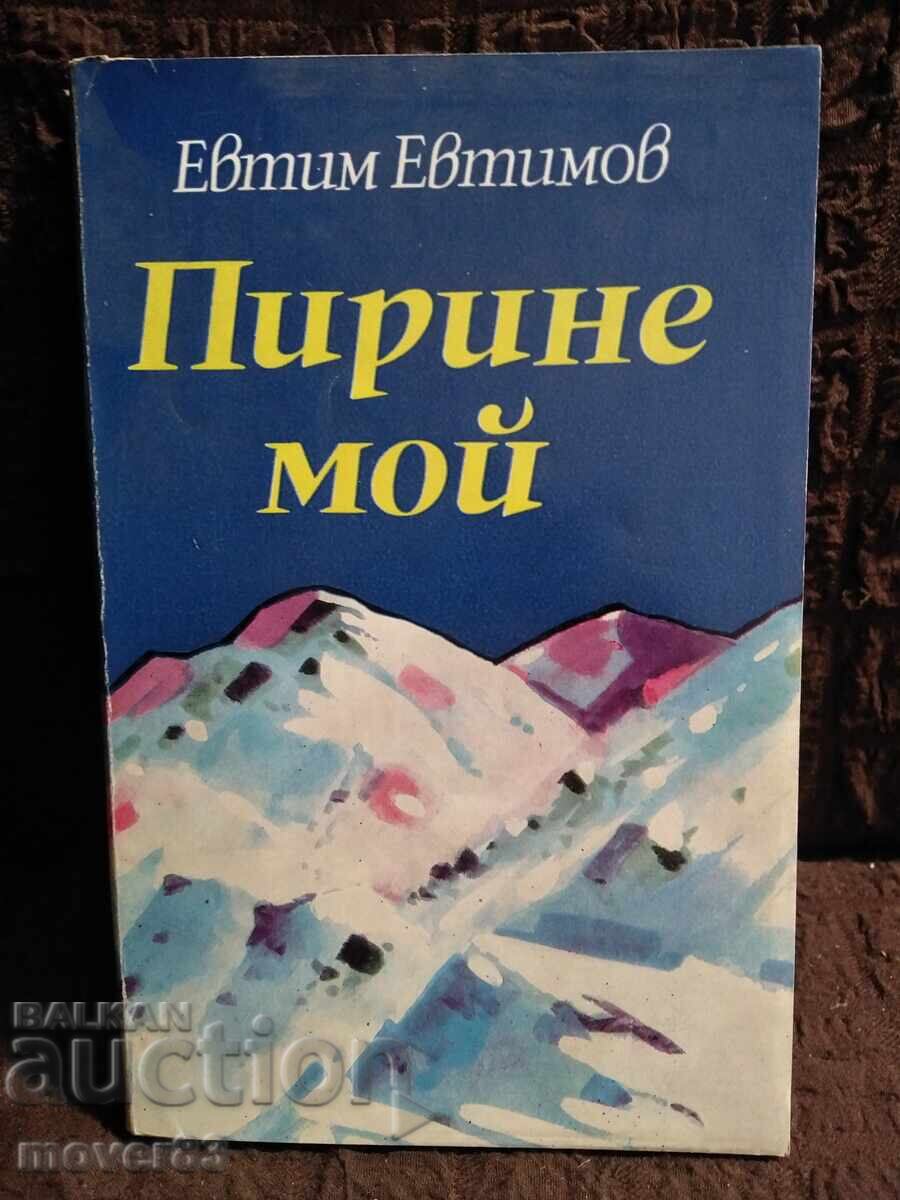 Евтим Евтимов
Пирине
мой
BALKAN
auction
mover83